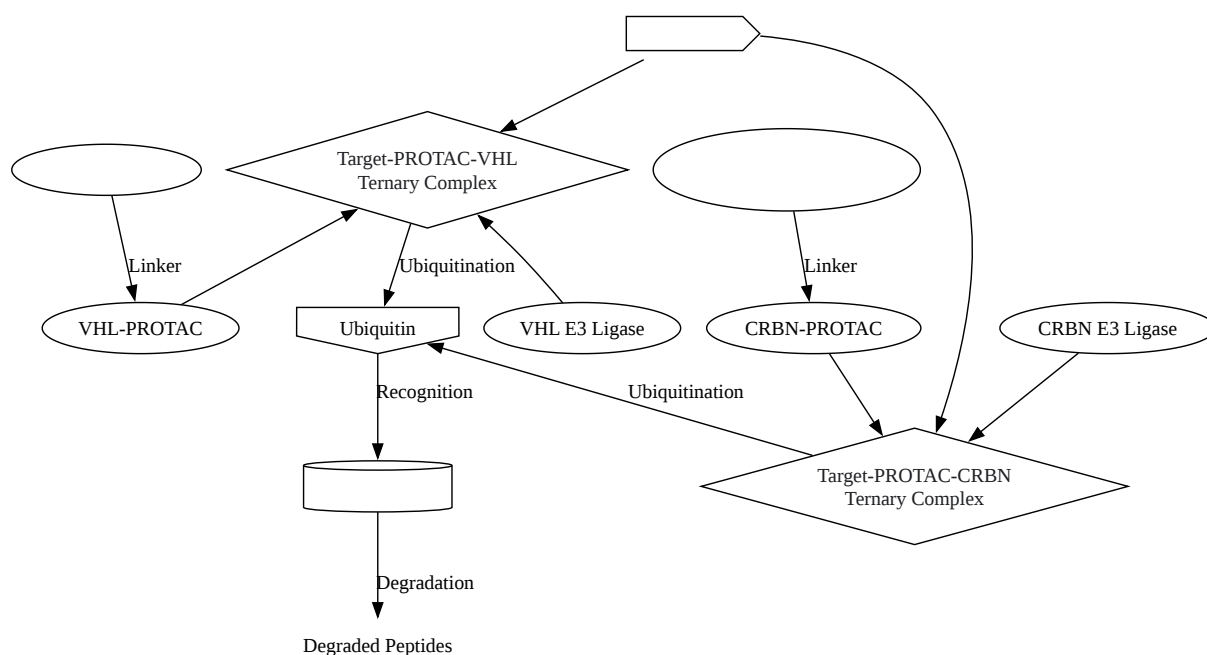 Target-PROTAC-VHL
Ternary Complex
Linker
Ubiquitination
Linker
VHL-PROTAC
Ubiquitin
VHL E3 Ligase
CRBN-PROTAC
CRBN E3 Ligase
Recognition
Ubiquitination
Target-PROTAC-CRBN
Ternary Complex
Degradation
Degraded Peptides